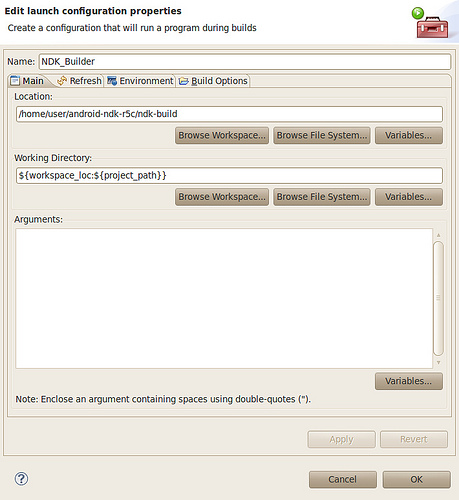 Edit launch configuration properties
Create a configuration that will run a program during builds
Name: NDK_Builder
Main Refresh Environment Build Options
Location:
/home/user/android-ndk-r5c/ndk-build
Browse Workspace... Browse File System... Variables...
Working Directory:
${workspace_loc:${project_path}}
Browse Workspace... Browse File System... Variables...
Arguments:
Variables...
Note: Enclose an argument containing spaces using double-quotes (").
Apply Revert
? Cancel OK